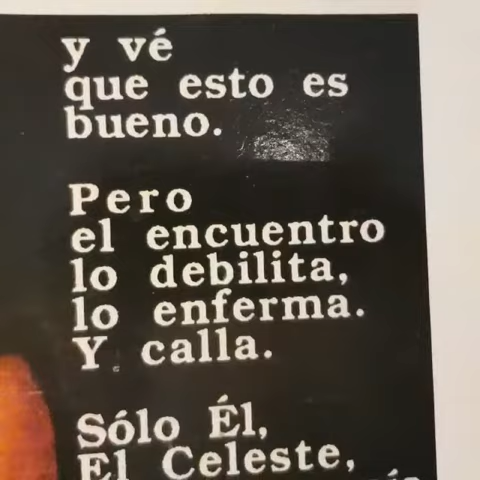 y vé
que esto es
bueno.
Pero
el encuentro
lo debilita,
lo enferma.
Y calla.
Sólo Él,
El Celeste,